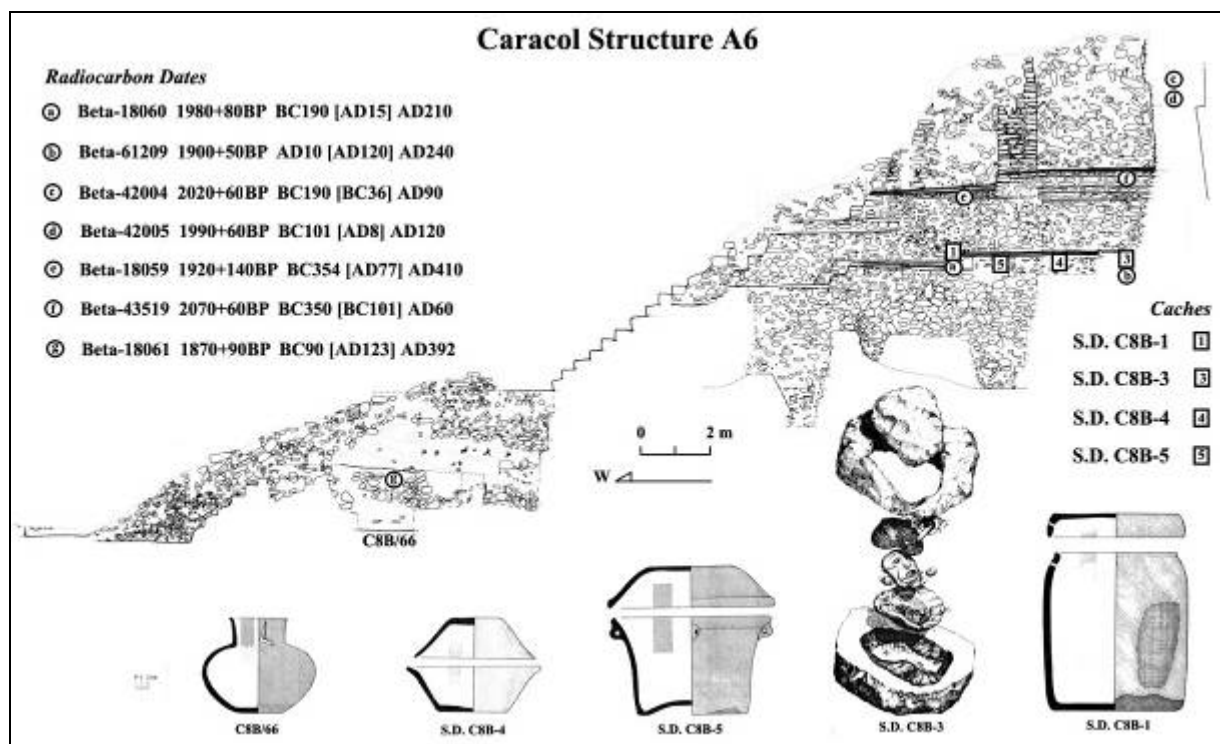 Caracol Structure A6
Radiocarbon Dates
a Beta-18060 1980+80BP BC190 [AD15] AD210
b Beta-61209 1900+50BP AD10 [AD120] AD240
c Beta-42004 2020+60BP BC190 [BC36] AD90
d Beta-42005 1990+60BP BC101 [AD8] AD120
e Beta-18059 1920+140BP BC354 [AD77] AD410
f Beta-43519 2070+60BP BC350 [BC101] AD60
g Beta-18061 1870+90BP BC90 [AD123] AD392
c
d
f
e
1
5
4
3
a
b
Caches
S.D. C8B-1 1
S.D. C8B-3 3
S.D. C8B-4 4
S.D. C8B-5 5
0 2 m
W
g
C8B/66
C8B/66
S.D. C8B-4
S.D. C8B-5
S.D. C8B-3
S.D. C8B-1